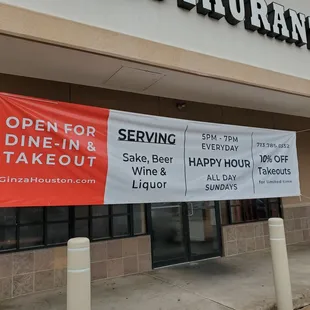 RESTAURANT
OPEN FOR
DINE-IN &
TAKEOUT
GinzaHouston.com
SERVING
Sake, Beer
Wine &
Liquor
5PM - 7PM
EVERYDAY
HAPPY HOUR
ALL DAY
SUNDAYS
10% OFF
Takeouts